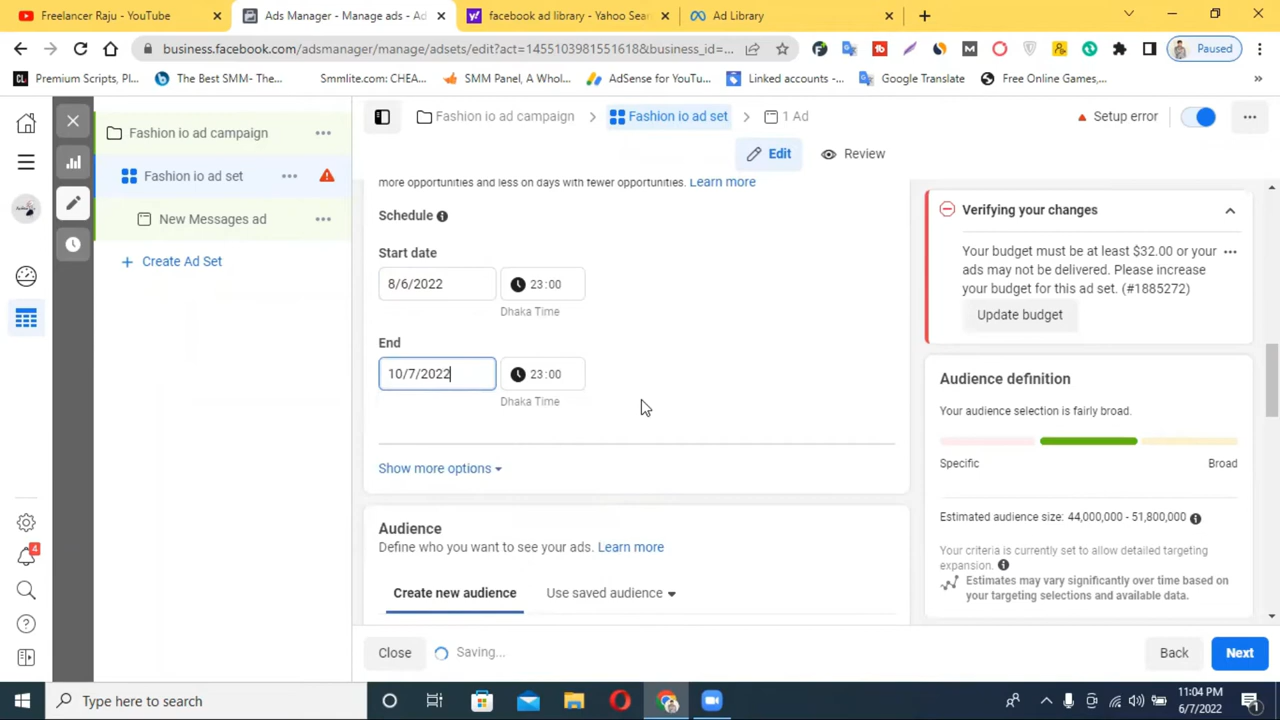 Freelancer Raju - YouTube
Ads Manager - Manage ads - Ad
facebook ad library - Yahoo Sear
Ad Library
business.facebook.com/adsmanager/manage/adsets/edit?act=1455103981551618&business_id=...
Paused
Premium Scripts, Pl...
The Best SMM- The...
Smmlite.com: CHEA...
SMM Panel, A Whol...
AdSense for YouTu...
Linked accounts -...
Google Translate
Free Online Games,...
Fashion io ad campaign
Fashion io ad set
1 Ad
Setup error
Edit
Review
Fashion io ad campaign
Fashion io ad set
New Messages ad
Create Ad Set
4
more opportunities and less on days with fewer opportunities. Learn more
Schedule
Start date
8/6/2022
23:00
Dhaka Time
End
10/7/2022
23:00
Dhaka Time
Show more options
Audience
Define who you want to see your ads. Learn more
Create new audience
Use saved audience
Verifying your changes
Your budget must be at least $32.00 or your
ads may not be delivered. Please increase
your budget for this ad set. (#1885272)
Update budget
Audience definition
Your audience selection is fairly broad.
Specific
Broad
Estimated audience size: 44,000,000 - 51,800,000
Your criteria is currently set to allow detailed targeting
expansion.
Estimates may vary significantly over time based on
your targeting selections and available data.
Close
Saving...
Back
Next
Type here to search
11:04 PM
6/7/2022
1